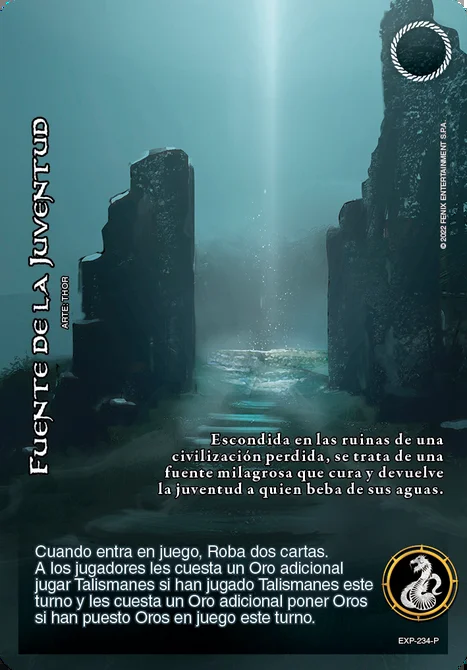 Fuente de la Juventud
ARTE: THOR
© 2022 FENIX ENTERTAINMENT S.P.A.
Escondida en las ruinas de una
civilización perdida, se trata de una
fuente milagrosa que cura y devuelve
la juventud a quien beba de sus aguas.
Cuando entra en juego, Roba dos cartas.
A los jugadores les cuesta un Oro adicional
jugar Talismanes si han jugado Talismanes este
turno y les cuesta un Oro adicional poner Oros
si han puesto Oros en juego este turno.
EXP-234-P